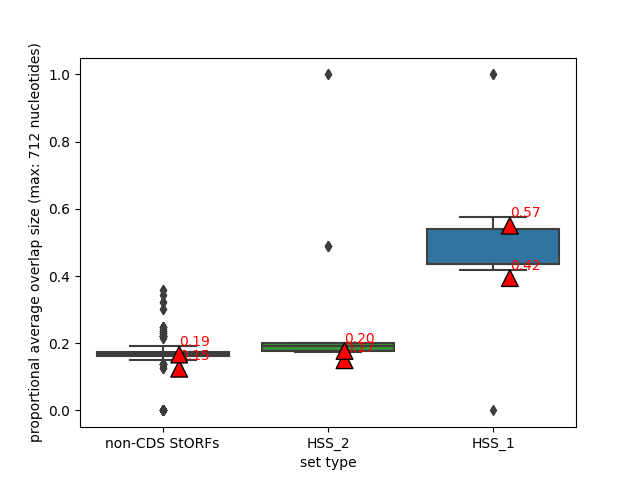 proportional average overlap size (max: 712 nucleotides)
1.0
0.8
0.6
0.4
0.2
0.0
0.57
0.42
0.20
0.19
non-CDS StORFs
HSS_2
HSS_1
set type